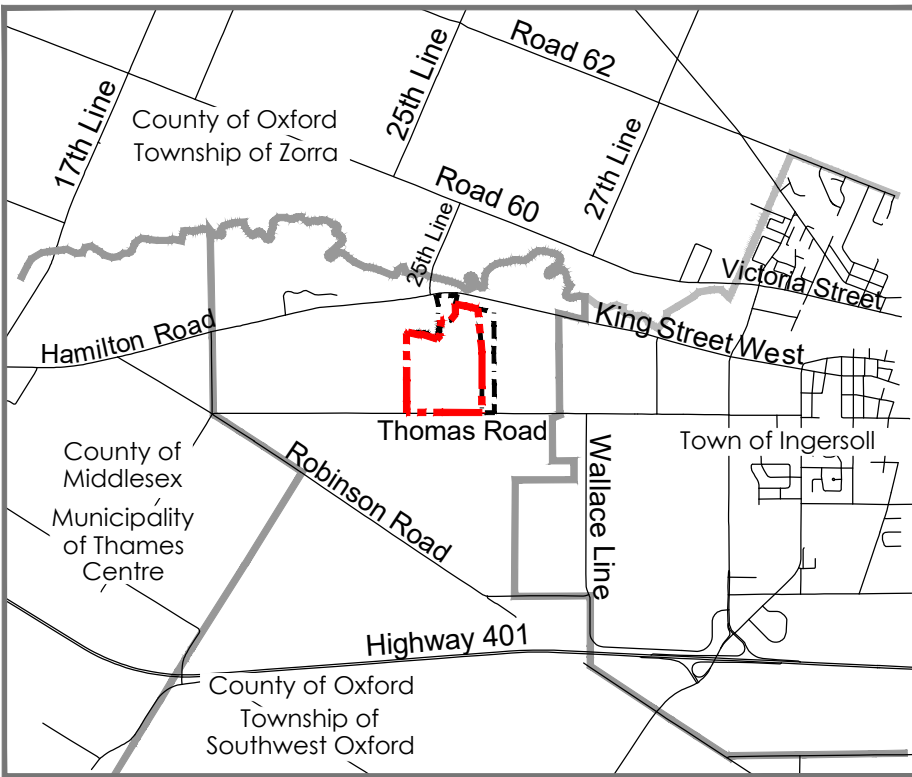 Road 62
25th Line
17th Line
County of Oxford
Township of Zorra
27th Line
Road 60
25th Line
Victoria Street
King Street West
Hamilton Road
Thomas Road
Town of Ingersoll
County of
Middlesex
Municipality
of Thames
Centre
Robinson Road
Wallace Line
Highway 401
County of Oxford
Township of
Southwest Oxford